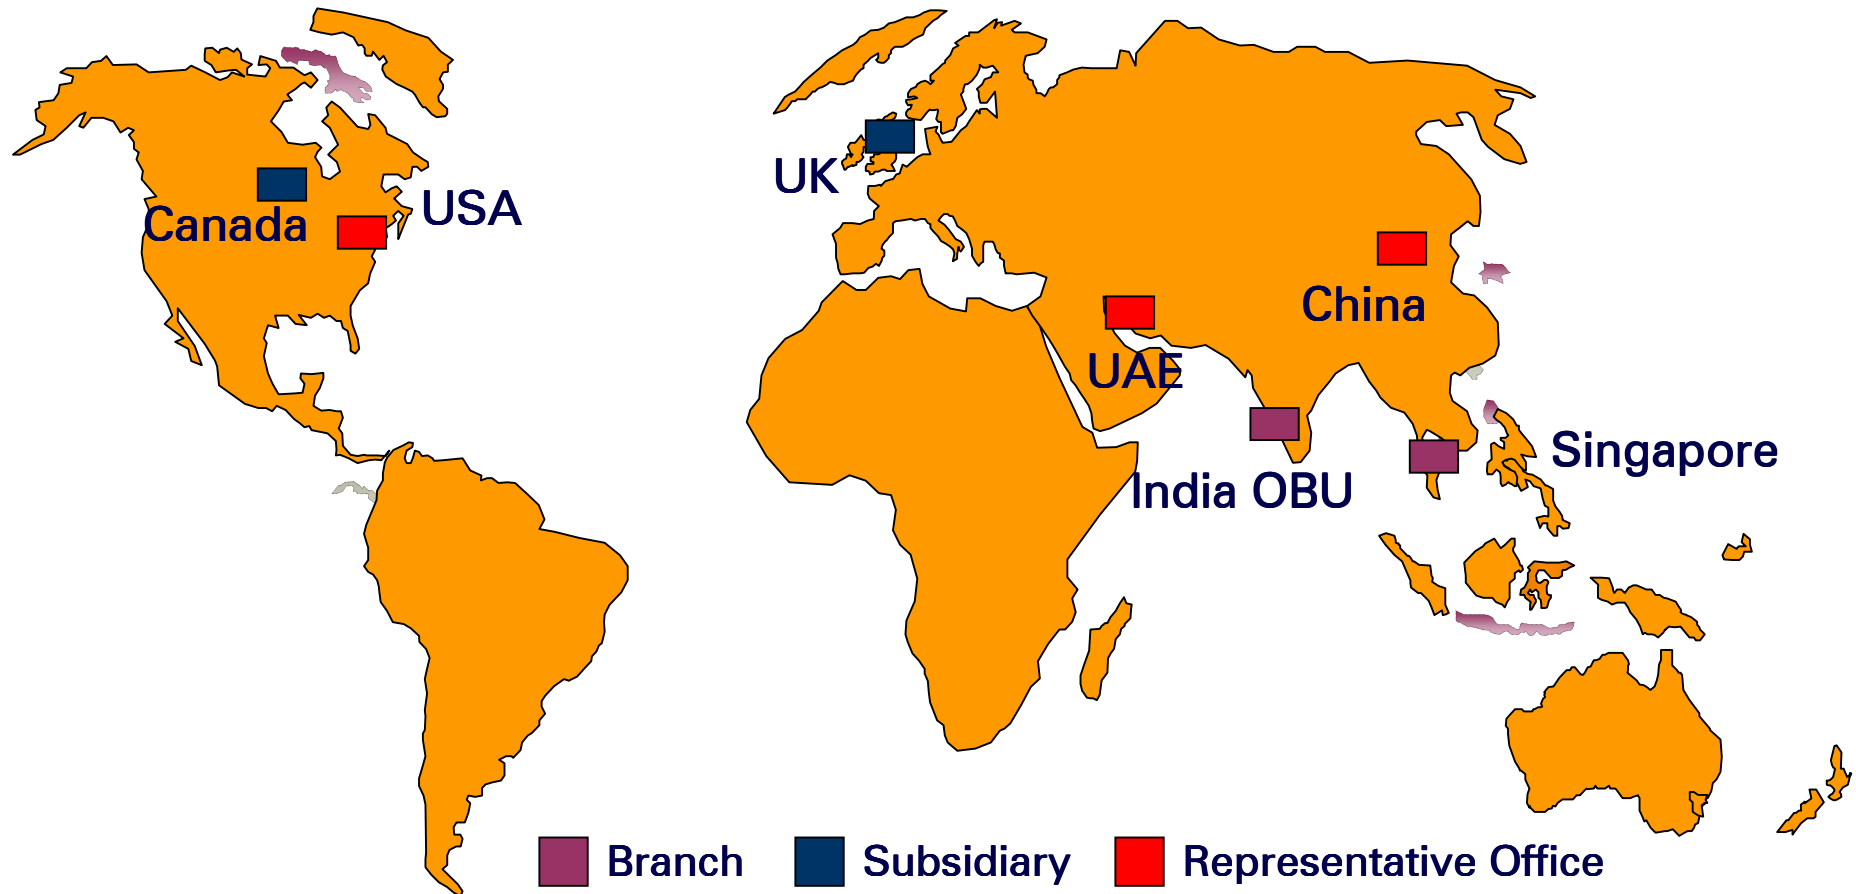 UK
USA
Canada
China
UAE
Singapore
India OBU
Branch
Subsidiary
Representative Office